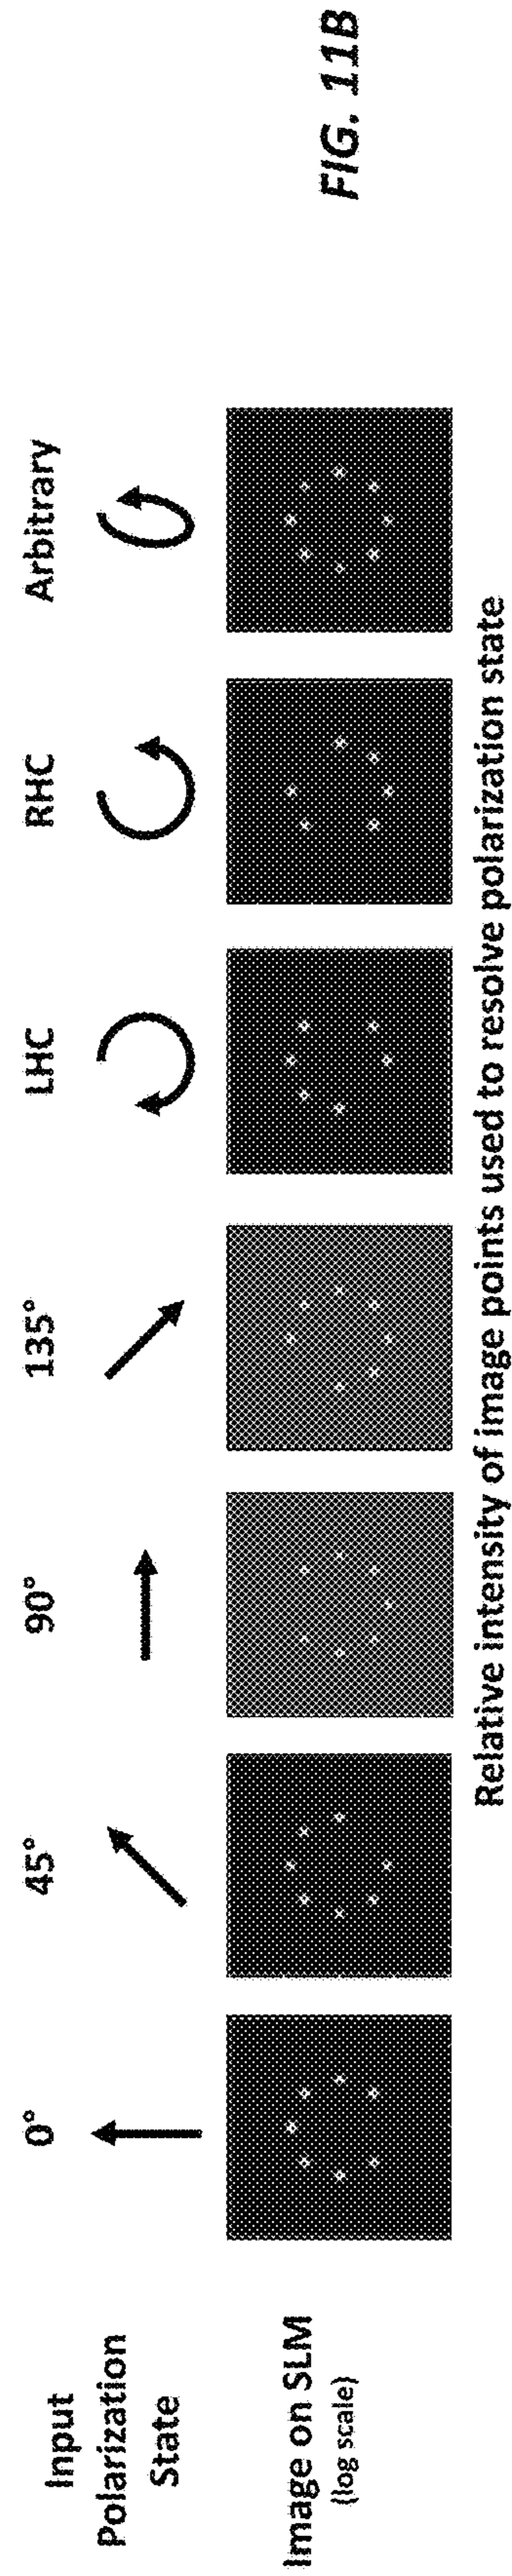 Input
Polarization
State
0°
45°
90°
135°
LHC
RHC
Arbitrary
Image on SLM
(log scale)
Relative intensity of image points used to resolve polarization state
FIG. 11B